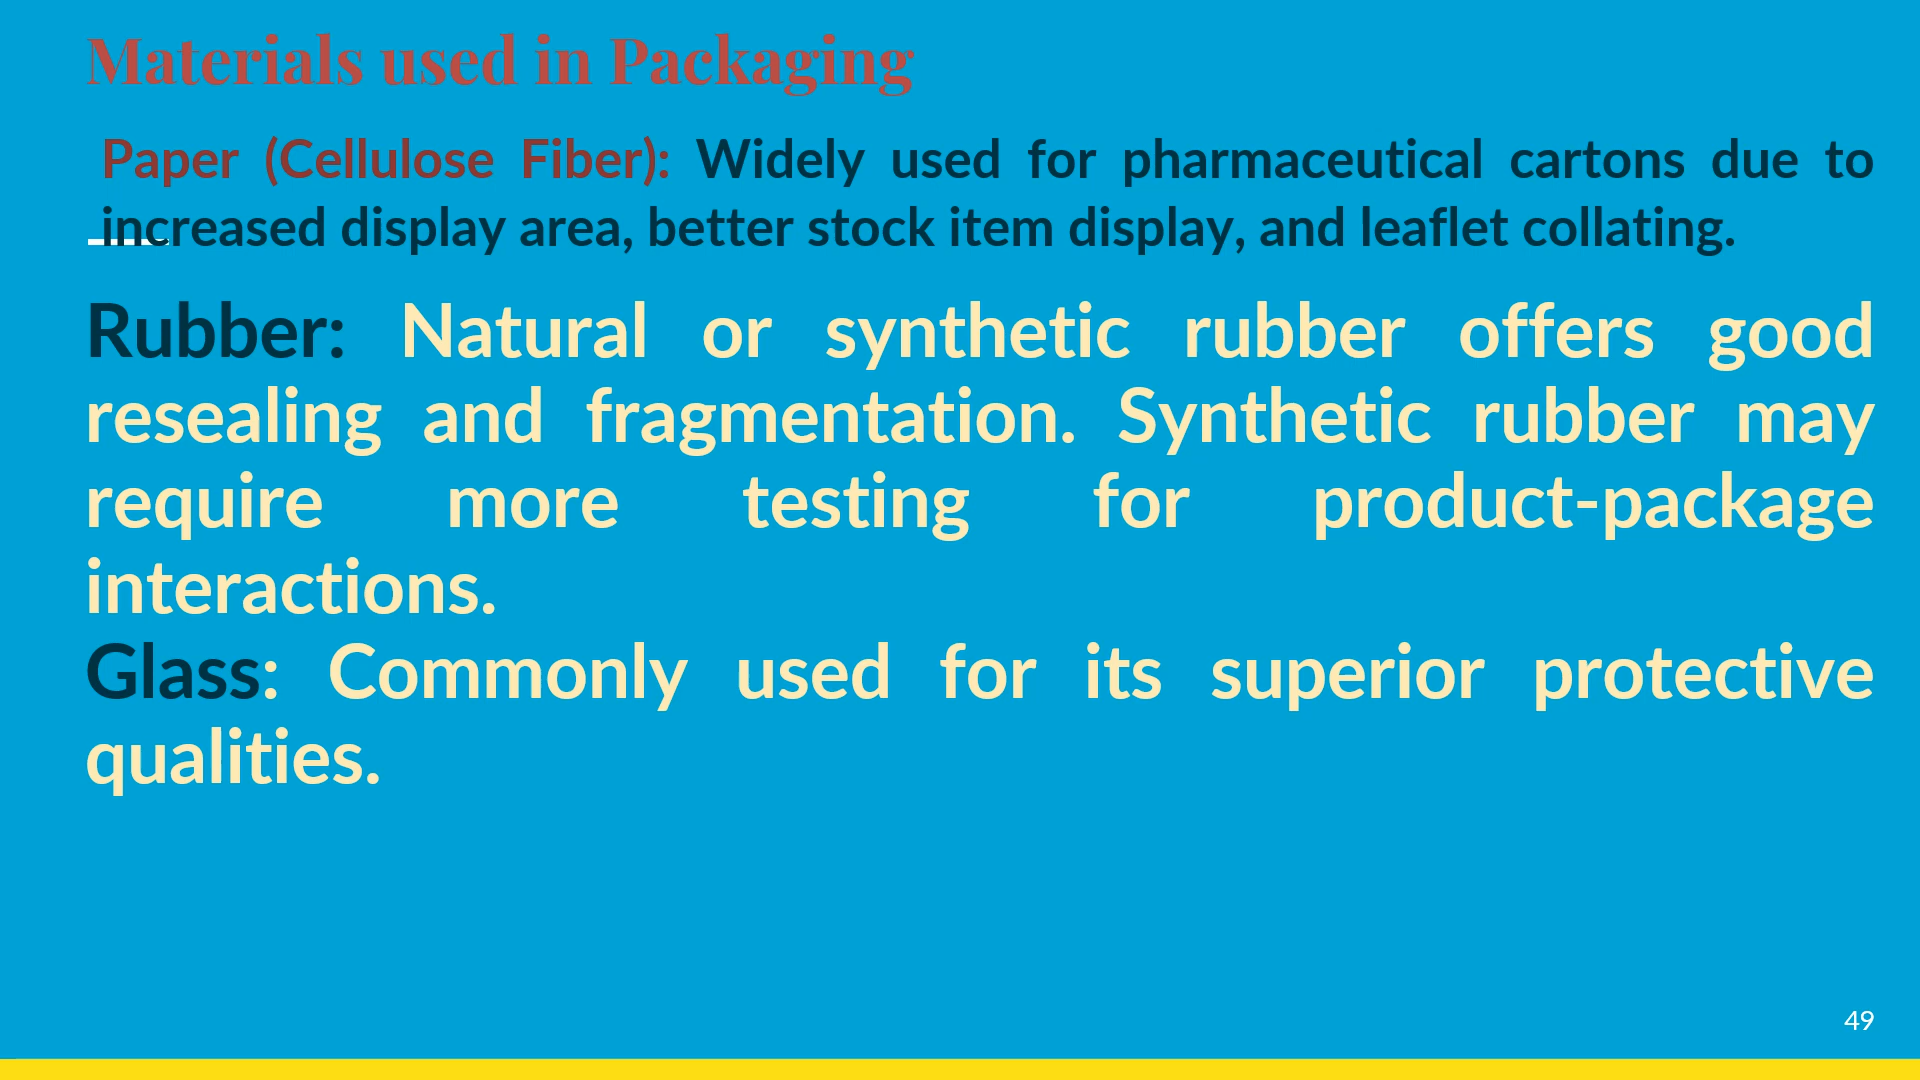 Materials used in Packaging
Paper (Cellulose Fiber): Widely used for pharmaceutical cartons due to
increased display area, better stock item display, and leaflet collating.
Rubber: Natural or synthetic rubber offers good
resealing and fragmentation. Synthetic rubber may
require more testing for product-package
interactions.
Glass: Commonly used for its superior protective
qualities.
49